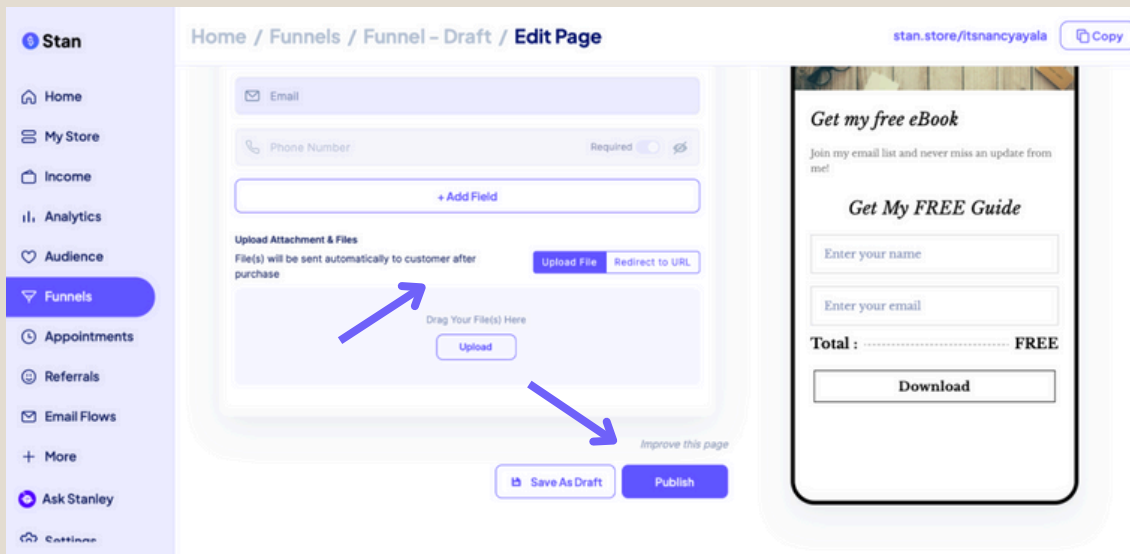 Stan
Home / Funnels / Funnel - Draft / Edit Page
stan.store/itsnancyayala
Copy
Home
My Store
Income
Analytics
Audience
Funnels
Appointments
Referrals
Email Flows
+ More
Ask Stanley
Settings
Email
Phone Number
Required
+ Add Field
Upload Attachment & Files
File(s) will be sent automatically to customer after
purchase
Upload File
Redirect to URL
Drag Your File(s) Here
Upload
Improve this page
Save As Draft
Publish
Get my free eBook
Join my email list and never miss an update from
me!
Get My FREE Guide
Enter your name
Enter your email
Total : FREE
Download